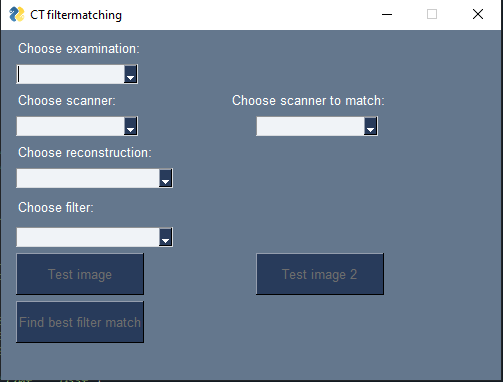 CT filtermatching
Choose examination:
Choose scanner: Choose scanner to match:
Choose reconstruction:
Choose filter:
Test image Test image 2
Find best filter match